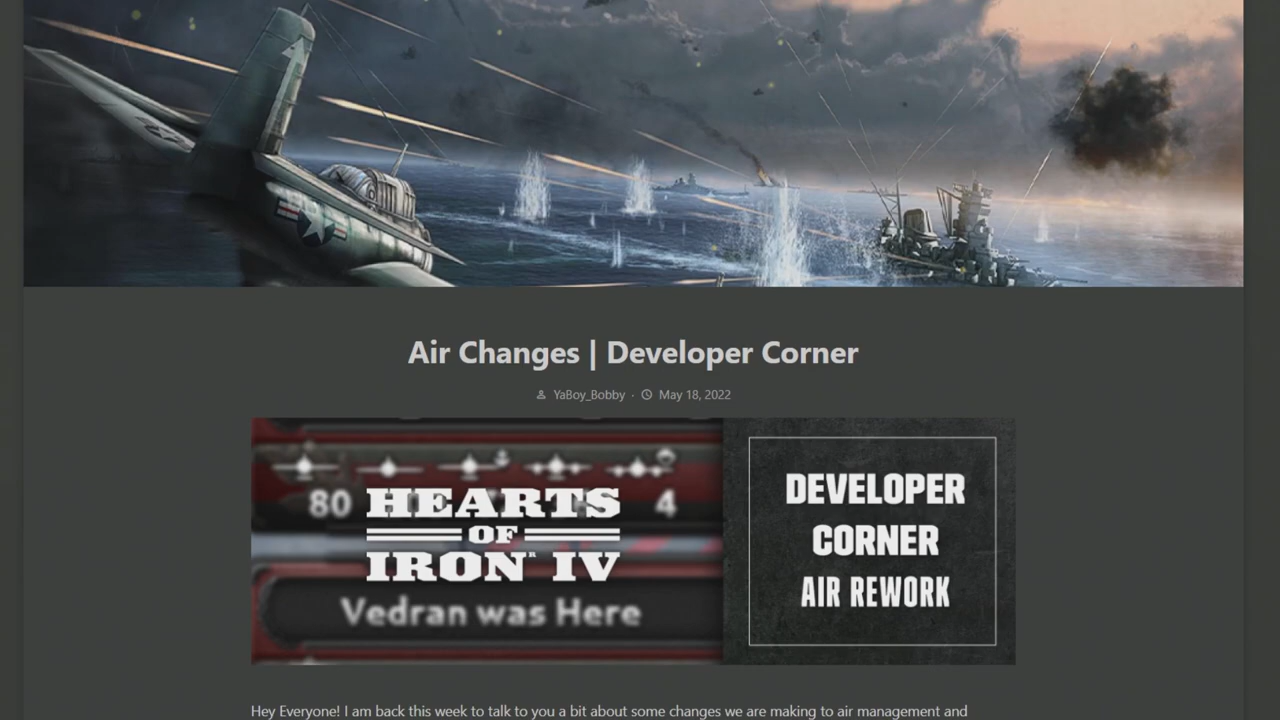 Air Changes | Developer Corner
YaBoy_Bobby · May 18, 2022
80 4
HEARTS
OF
IRON IV
Vedran was Here
DEVELOPER
CORNER
AIR REWORK
Hey Everyone! I am back this week to talk to you a bit about some changes we are making to air management and